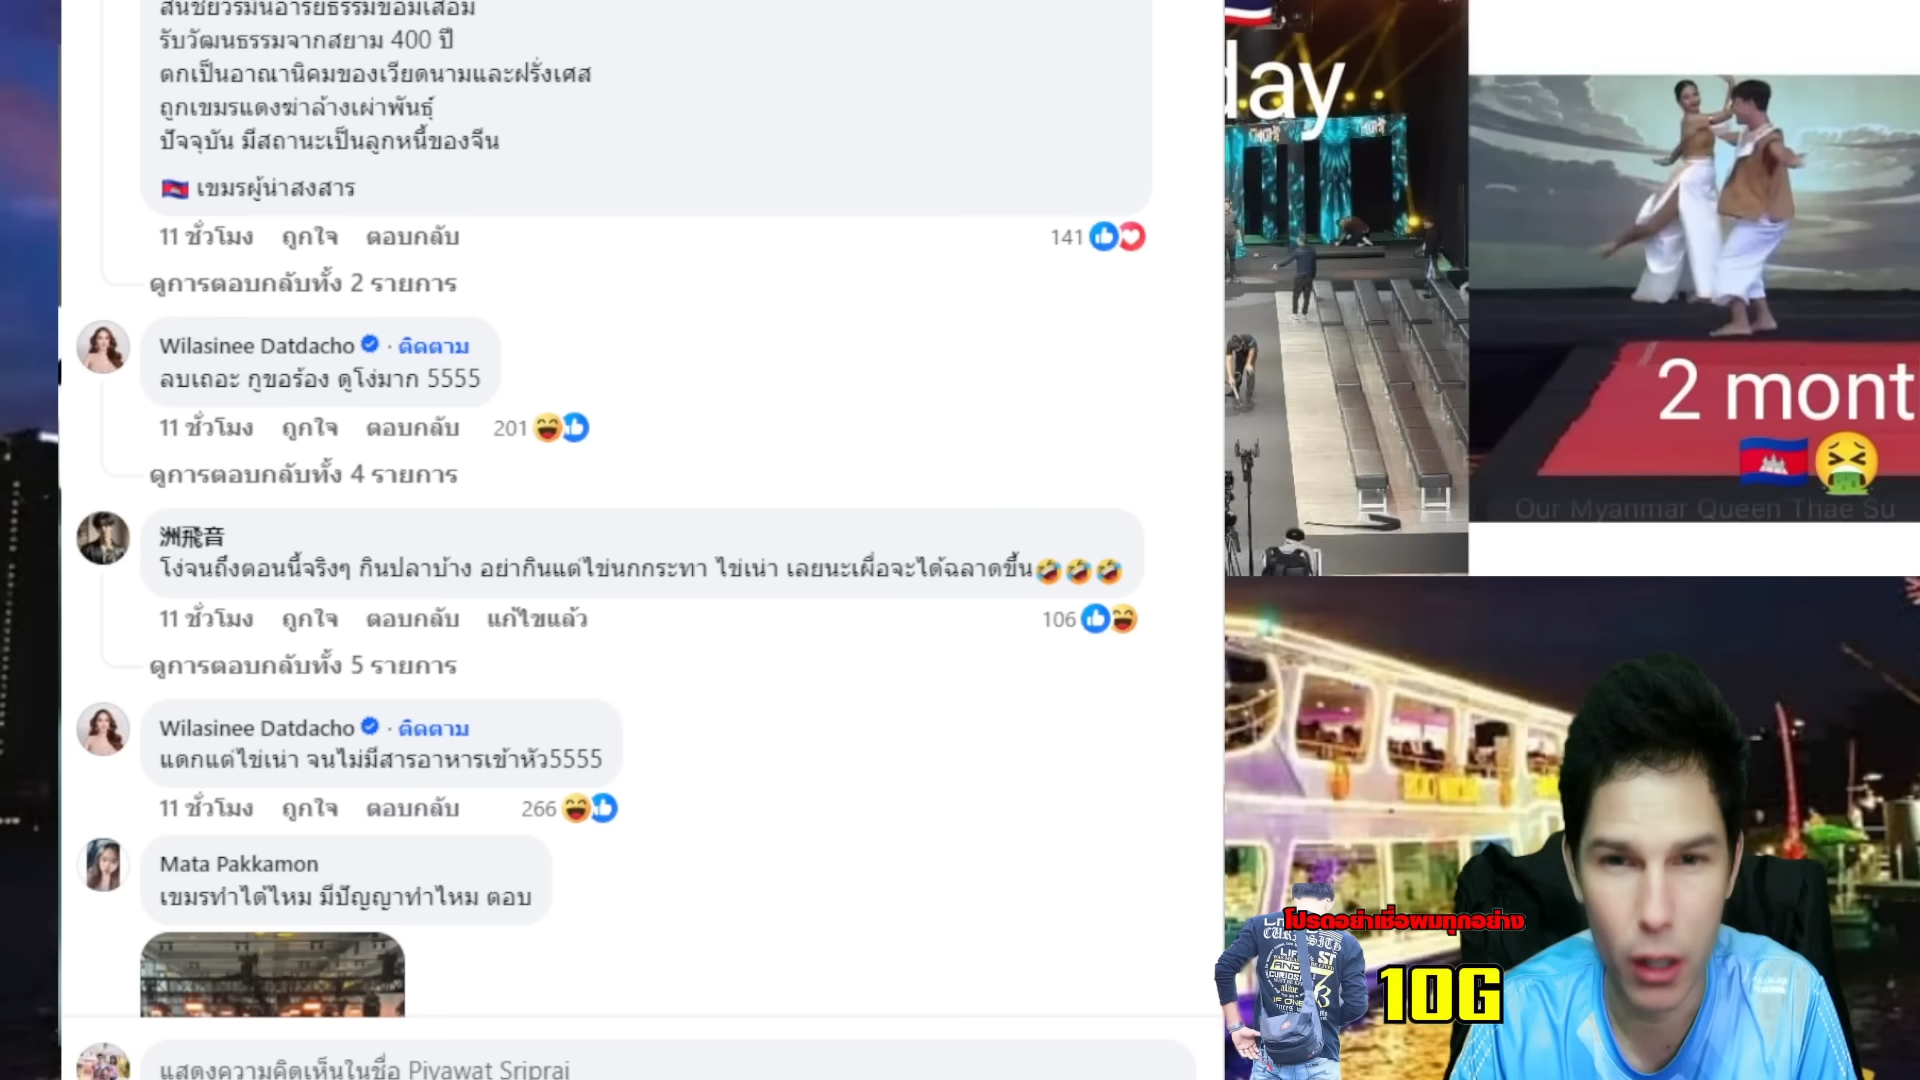 สนชัยวรมันอารยธรรมขอมเสื่อม
รับวัฒนธรรมจากสยาม 400 ปี
ตกเป็นอาณานิคมของเวียดนามและฝรั่งเศส
ถูกเขมรแดงฆ่าล้างเผ่าพันธุ์
ปัจจุบัน มีสถานะเป็นลูกหนี้ของจีน
🇰🇭 เขมรผู้น่าสงสาร
11 ชั่วโมง ถูกใจ ตอบกลับ 141
ดูการตอบกลับทั้ง 2 รายการ
Wilasinee Datdacho · ติดตาม
ลบเถอะ กูขอร้อง ดูโง่มาก 5555
11 ชั่วโมง ถูกใจ ตอบกลับ 201
ดูการตอบกลับทั้ง 4 รายการ
洲飛音
โง่จนถึงตอนนี้จริงๆ กินปลาบ้าง อย่ากินแต่ไข่นกกระทา ไข่เน่า เลยนะเผื่อจะได้ฉลาดขึ้น🤣🤣🤣
11 ชั่วโมง ถูกใจ ตอบกลับ แก้ไขแล้ว 106
ดูการตอบกลับทั้ง 5 รายการ
Wilasinee Datdacho · ติดตาม
แดกแต่ไข่เน่า จนไม่มีสารอาหารเข้าหัว5555
11 ชั่วโมง ถูกใจ ตอบกลับ 266
Mata Pakkamon
เขมรทำได้ไหม มีปัญญาทำไหม ตอบ
แสดงความคิดเห็นในชื่อ Piyawat Sriprai
day
2 mont
🇰🇭🤮
Our Myanmar Queen Thae Su
โปรดอย่าเชื่อผมทุกอย่าง
10G